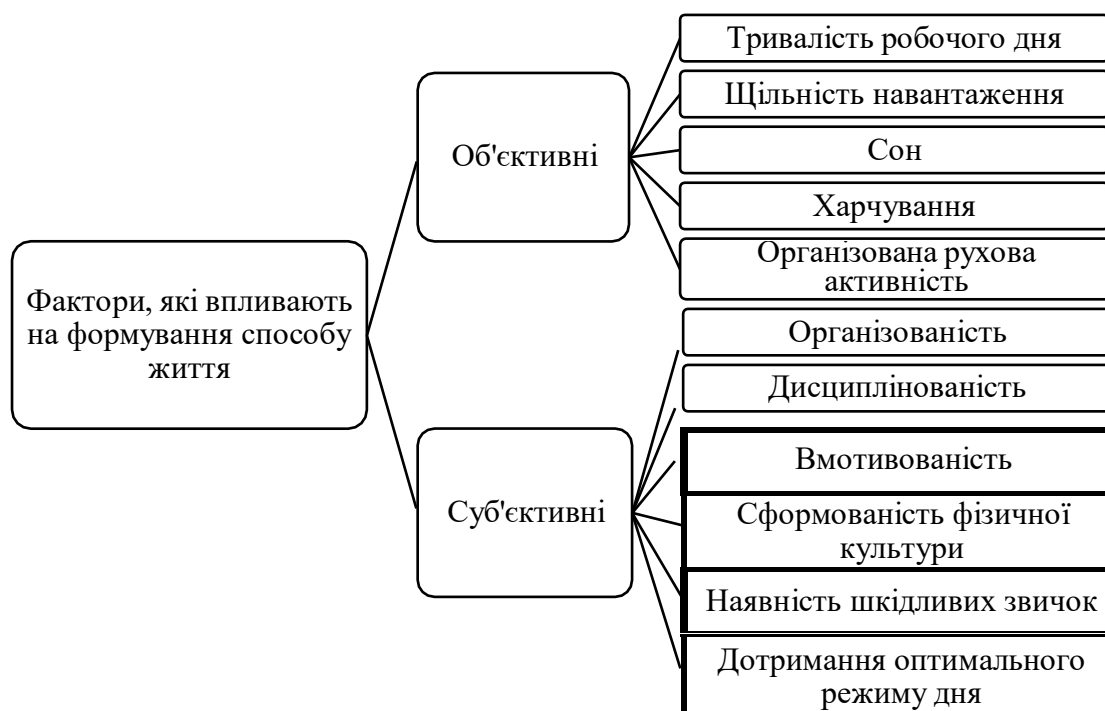 Фактори, які впливають
на формування способу
життя
Об'єктивні
Тривалість робочого дня
Щільність навантаження
Сон
Харчування
Організована рухова
активність
Суб'єктивні
Організованість
Дисциплінованість
Вмотивованість
Сформованість фізичної
культури
Наявність шкідливих звичок
Дотримання оптимального
режиму дня